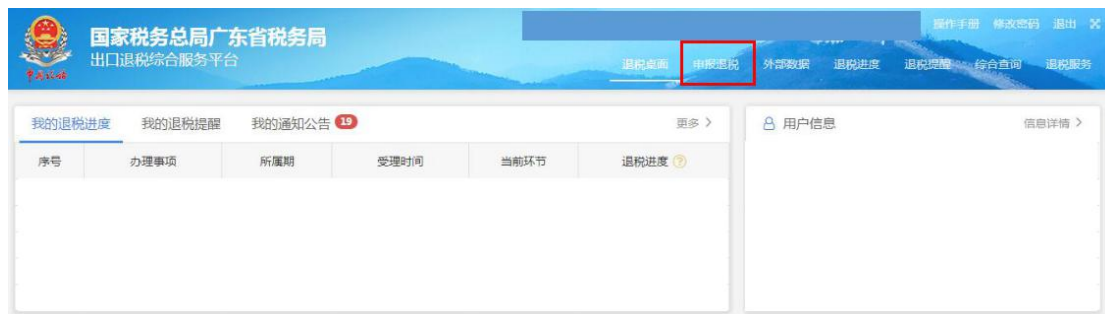 操作手册 修改密码 退出
国家税务总局广东省税务局
出口退税综合服务平台
退税桌面 申报退税 外部数据 退税进度 退税提醒 综合查询 退税服务
中国税务
我的退税进度 我的退税提醒 我的通知公告 19 更多 >
用户信息 信息详情 >
序号 办理事项 所属期 受理时间 当前环节 退税进度 ?